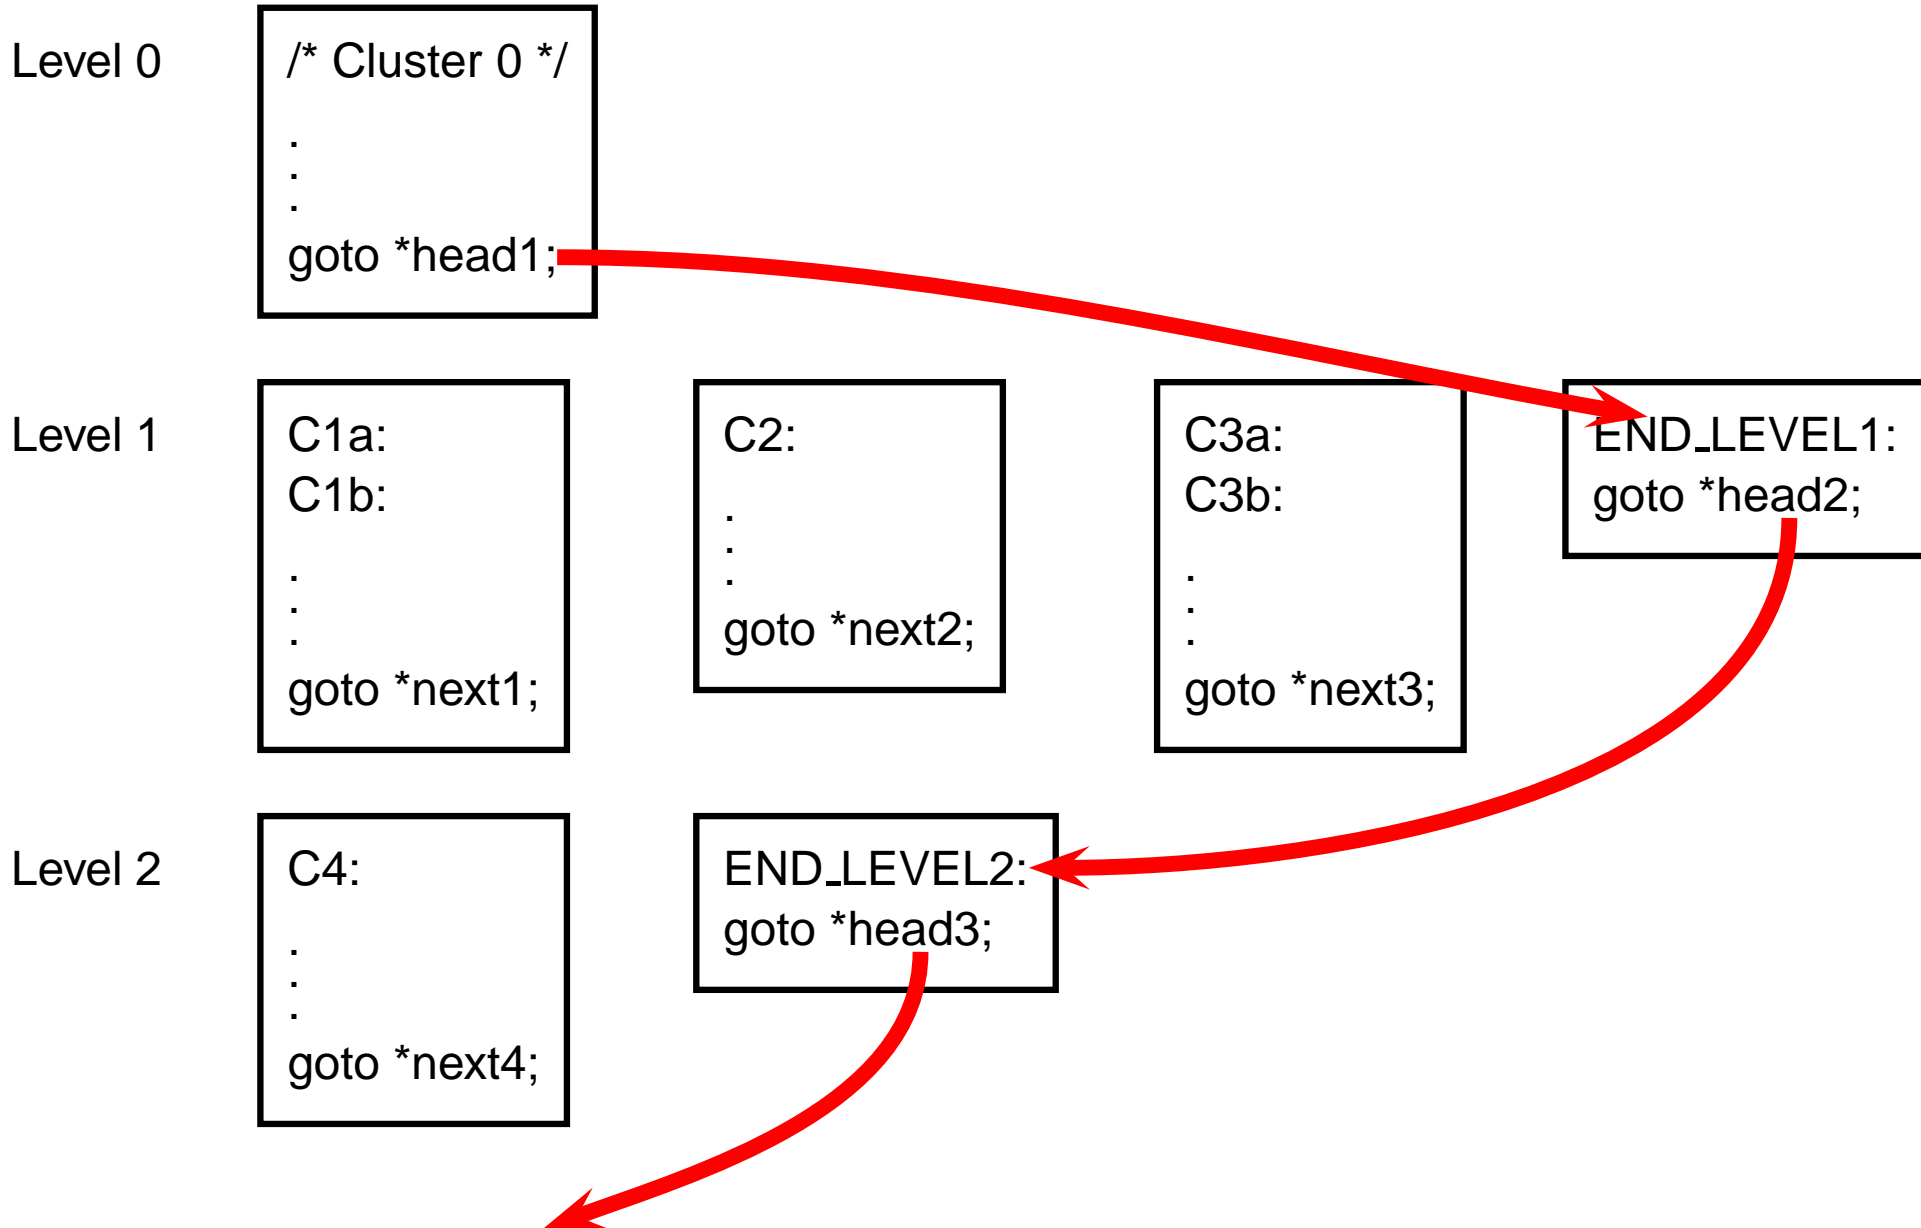 Level 0
/* Cluster 0 */
.
.
.
goto *head1;
Level 1
C1a:
C1b:
.
.
.
goto *next1;
C2:
.
.
.
goto *next2;
C3a:
C3b:
.
.
.
goto *next3;
END_LEVEL1:
goto *head2;
Level 2
C4:
.
.
.
goto *next4;
END_LEVEL2:
goto *head3;